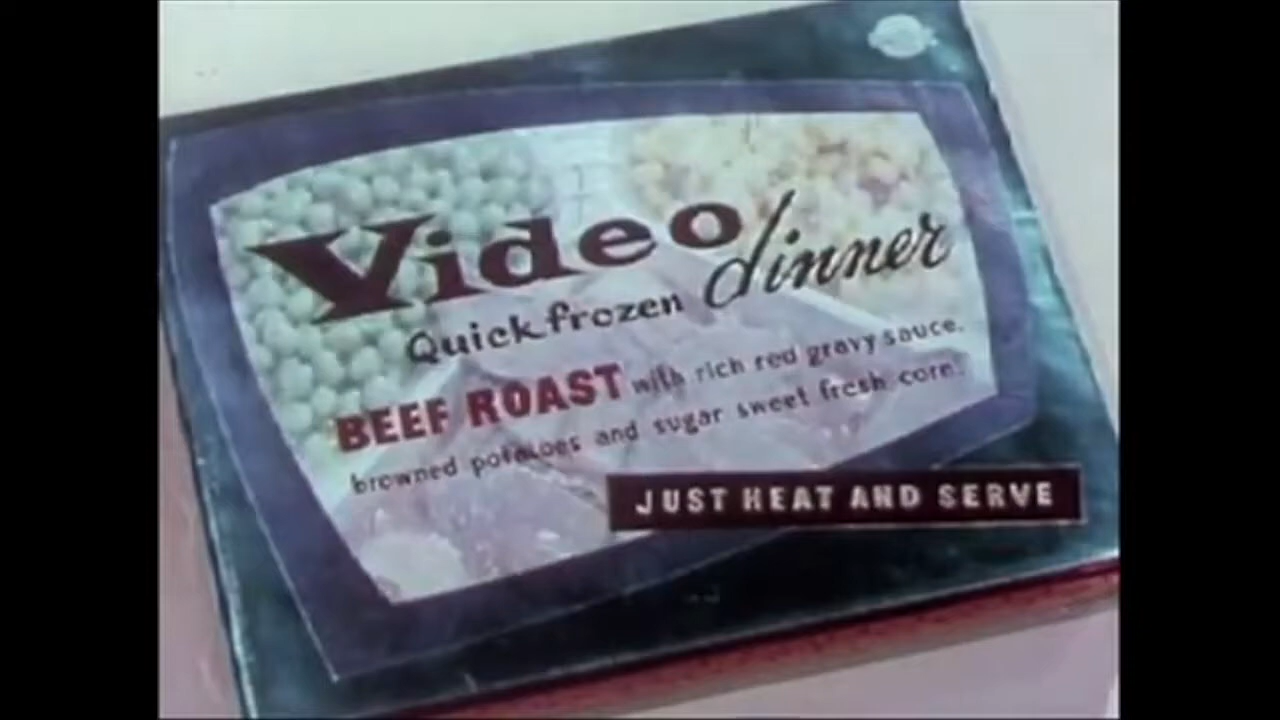 Video dinner
Quick frozen
BEEF ROAST with rich red gravy sauce.
browned potatoes and sugar sweet fresh corn.
JUST HEAT AND SERVE